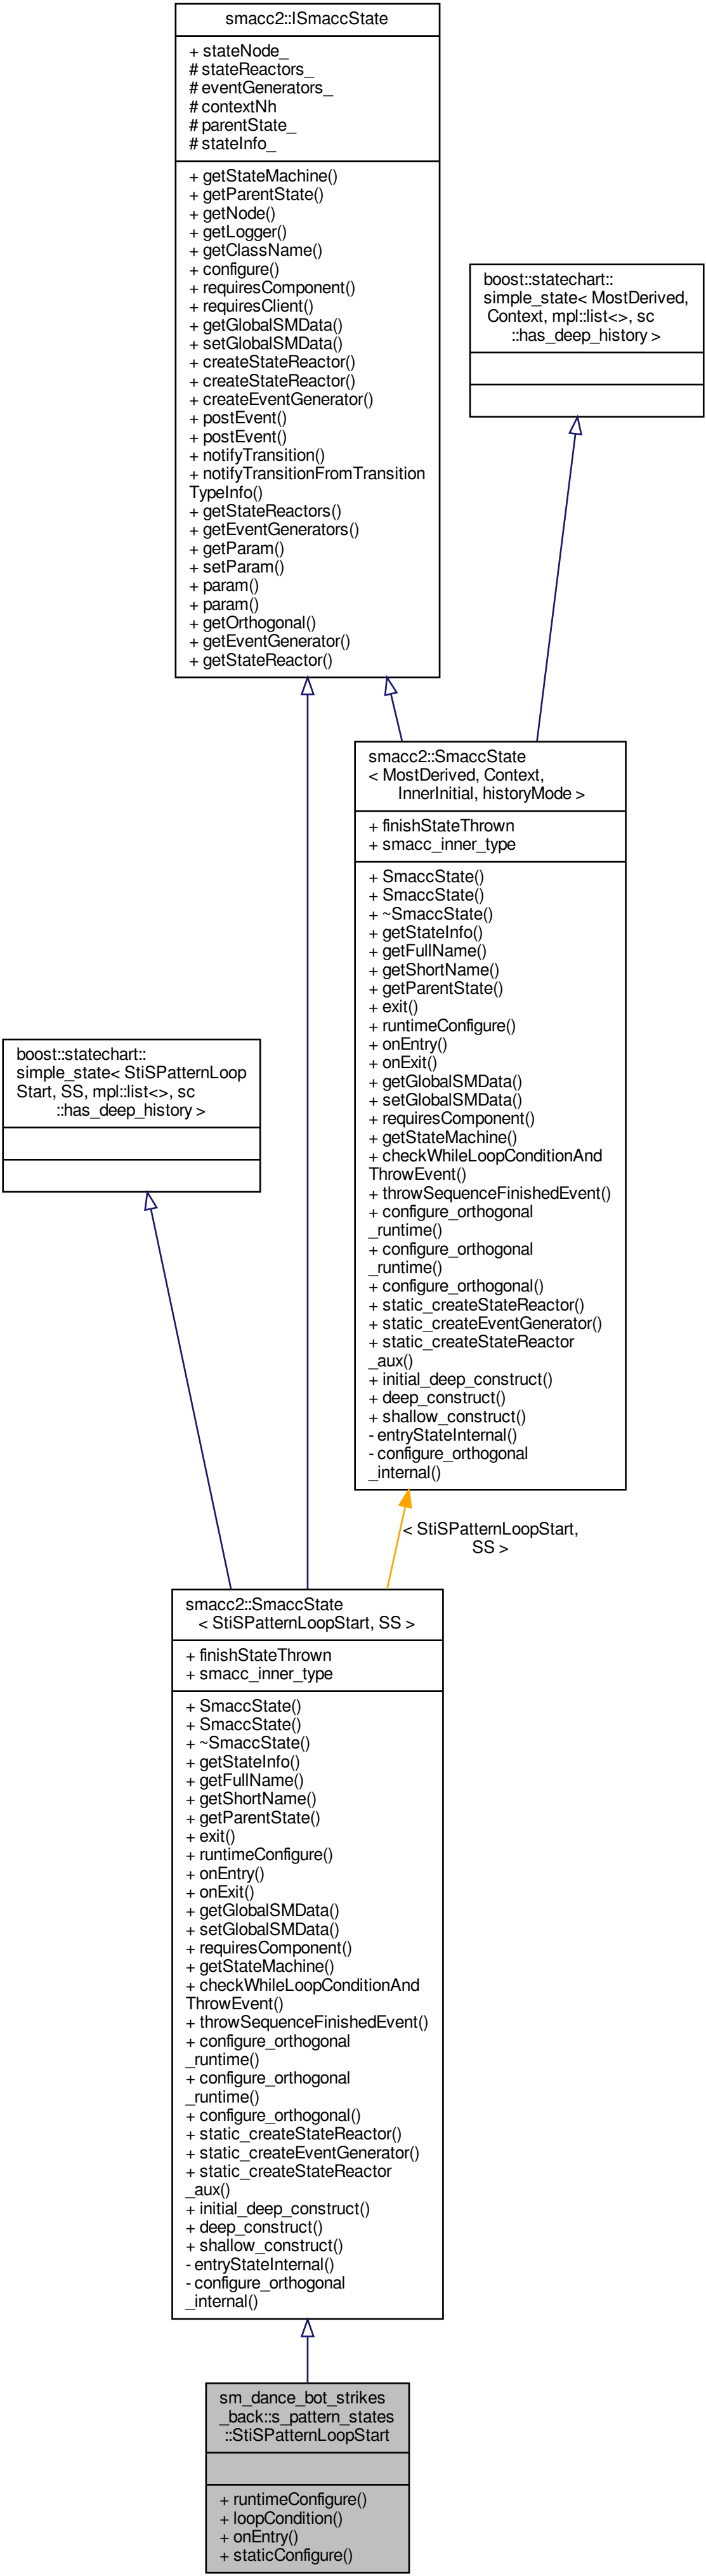 smacc2::ISmaccState
+ stateNode_
# stateReactors_
# eventGenerators_
# contextNh
# parentState_
# stateInfo_
+ getStateMachine()
+ getParentState()
+ getNode()
+ getLogger()
+ getClassName()
+ configure()
+ requiresComponent()
+ requiresClient()
+ getGlobalSMData()
+ setGlobalSMData()
+ createStateReactor()
+ createStateReactor()
+ createEventGenerator()
+ postEvent()
+ postEvent()
+ notifyTransition()
+ notifyTransitionFromTransition
TypeInfo()
+ getStateReactors()
+ getEventGenerators()
+ getParam()
+ setParam()
+ param()
+ param()
+ getOrthogonal()
+ getEventGenerator()
+ getStateReactor()
boost::statechart::
simple_state< MostDerived,
Context, mpl::list<>, sc
::has_deep_history >
smacc2::SmaccState
< MostDerived, Context,
InnerInitial, historyMode >
+ finishStateThrown
+ smacc_inner_type
+ SmaccState()
+ SmaccState()
+ ~SmaccState()
+ getStateInfo()
+ getFullName()
+ getShortName()
+ getParentState()
+ exit()
+ runtimeConfigure()
+ onEntry()
+ onExit()
+ getGlobalSMData()
+ setGlobalSMData()
+ requiresComponent()
+ getStateMachine()
+ checkWhileLoopConditionAnd
ThrowEvent()
+ throwSequenceFinishedEvent()
+ configure_orthogonal
_runtime()
+ configure_orthogonal
_runtime()
+ configure_orthogonal()
+ static_createStateReactor()
+ static_createEventGenerator()
+ static_createStateReactor
_aux()
+ initial_deep_construct()
+ deep_construct()
+ shallow_construct()
- entryStateInternal()
- configure_orthogonal
_internal()
boost::statechart::
simple_state< StiSPatternLoop
Start, SS, mpl::list<>, sc
::has_deep_history >
< StiSPatternLoopStart,
SS >
smacc2::SmaccState
< StiSPatternLoopStart, SS >
+ finishStateThrown
+ smacc_inner_type
+ SmaccState()
+ SmaccState()
+ ~SmaccState()
+ getStateInfo()
+ getFullName()
+ getShortName()
+ getParentState()
+ exit()
+ runtimeConfigure()
+ onEntry()
+ onExit()
+ getGlobalSMData()
+ setGlobalSMData()
+ requiresComponent()
+ getStateMachine()
+ checkWhileLoopConditionAnd
ThrowEvent()
+ throwSequenceFinishedEvent()
+ configure_orthogonal
_runtime()
+ configure_orthogonal
_runtime()
+ configure_orthogonal()
+ static_createStateReactor()
+ static_createEventGenerator()
+ static_createStateReactor
_aux()
+ initial_deep_construct()
+ deep_construct()
+ shallow_construct()
- entryStateInternal()
- configure_orthogonal
_internal()
sm_dance_bot_strikes
_back::s_pattern_states
::StiSPatternLoopStart
+ runtimeConfigure()
+ loopCondition()
+ onEntry()
+ staticConfigure()